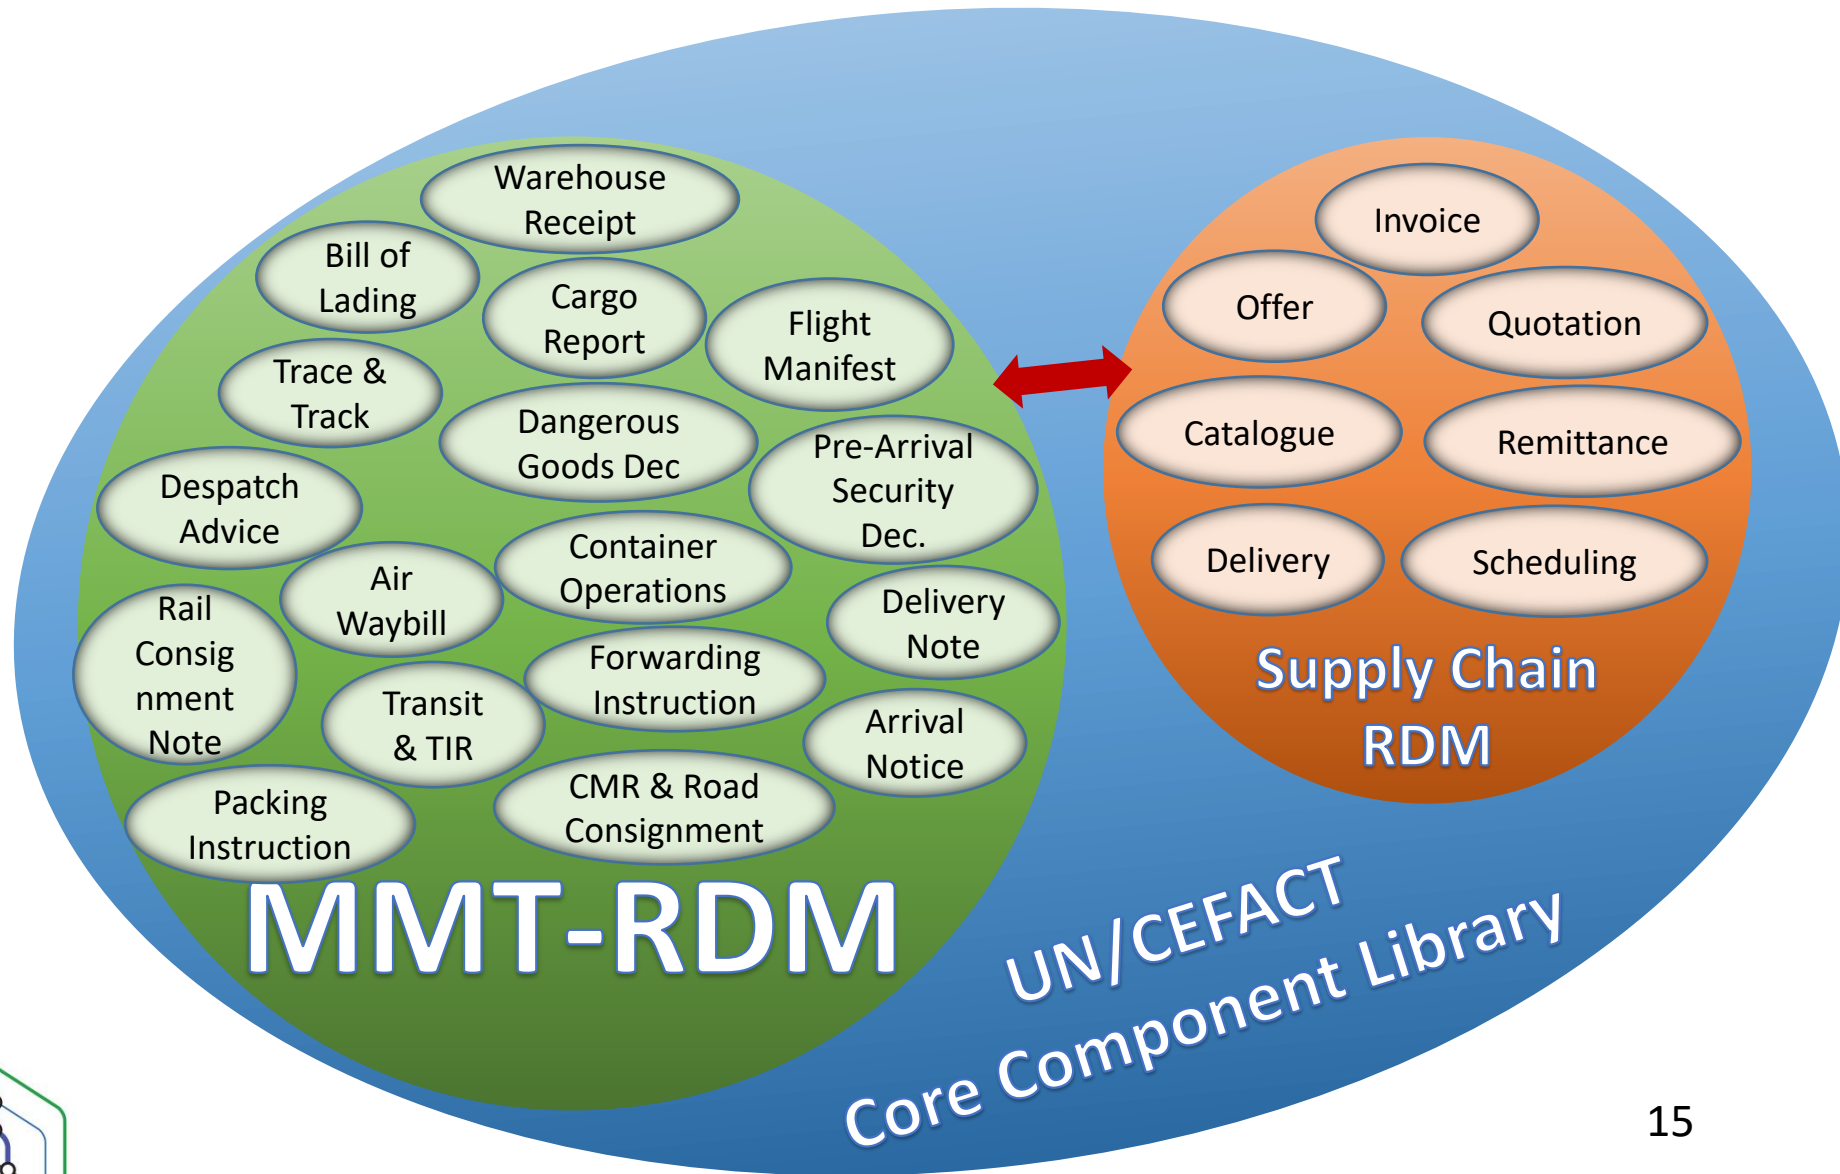 Warehouse
Receipt
Bill of
Lading
Cargo
Report
Flight
Manifest
Trace &
Track
Dangerous
Goods Dec
Pre-Arrival
Security
Dec.
Despatch
Advice
Container
Operations
Air
Waybill
Delivery
Note
Rail
Consig
nment
Note
Forwarding
Instruction
Transit
& TIR
Arrival
Notice
Packing
Instruction
CMR & Road
Consignment
MMT-RDM
Invoice
Offer
Quotation
Catalogue
Remittance
Delivery
Scheduling
Supply Chain
RDM
UN/CEFACT
Core Component Library
15